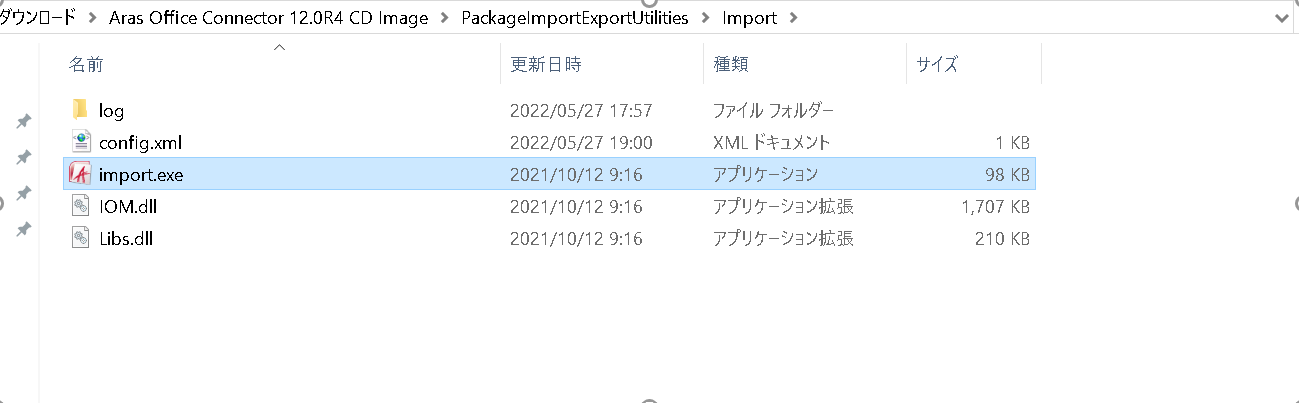 ダウンロード > Aras Office Connector 12.0R4 CD Image > PackageImportExportUtilities > Import >
名前 更新日時 種類 サイズ
log 2022/05/27 17:57 ファイル フォルダー
config.xml 2022/05/27 19:00 XML ドキュメント 1 KB
import.exe 2021/10/12 9:16 アプリケーション 98 KB
IOM.dll 2021/10/12 9:16 アプリケーション拡張 1,707 KB
Libs.dll 2021/10/12 9:16 アプリケーション拡張 210 KB